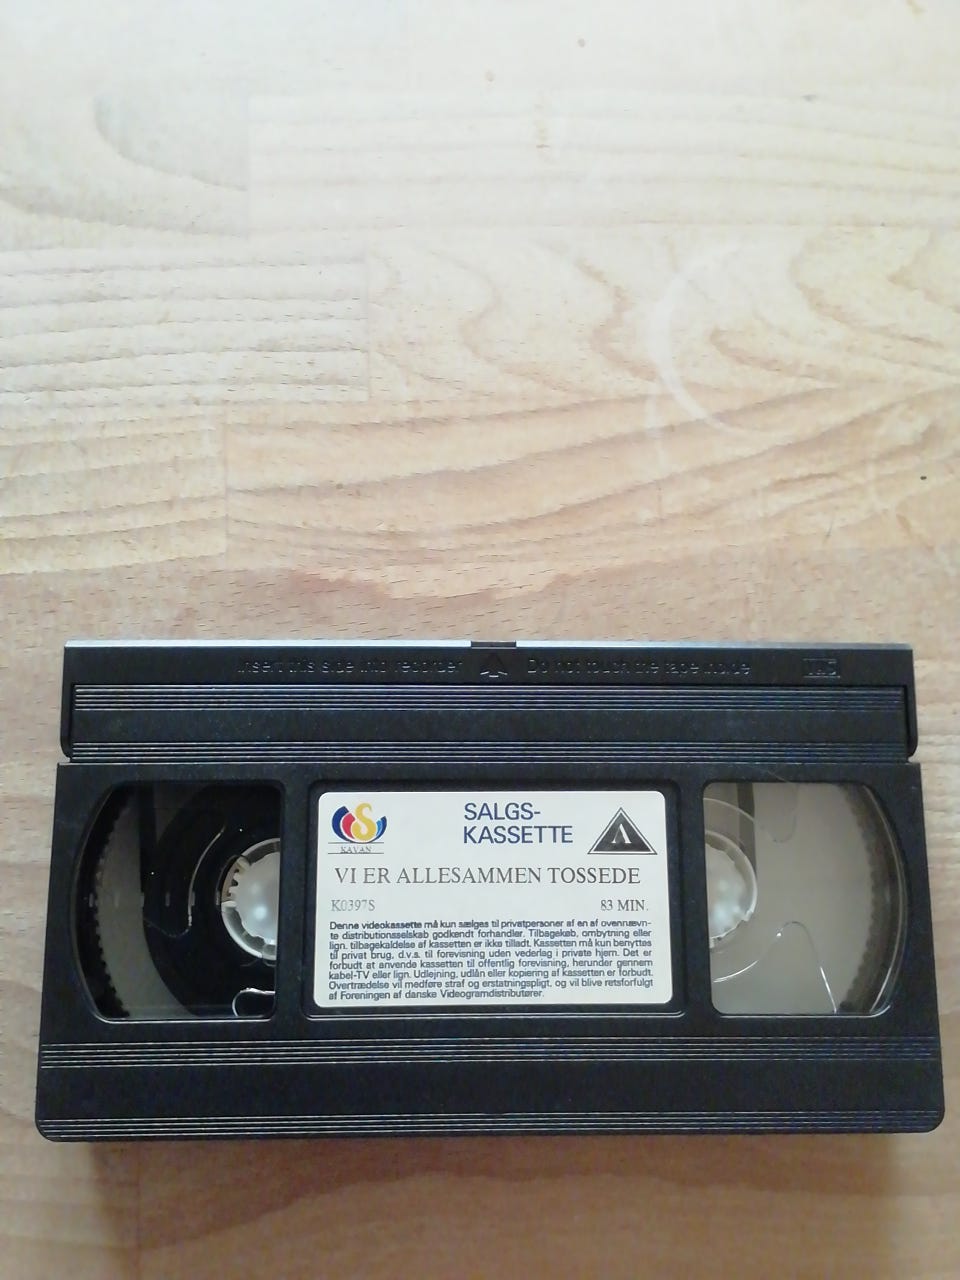 Insert this side into recorder Do not touch the tape inside VHS
SALGS-
KASSETTE
KAVAN
A
VI ER ALLESAMMEN TOSSEDE
K0397S 83 MIN.
Denne videokassette må kun sælges til privatpersoner af en af ovennævn-
te distributionsselskab godkendt forhandler. Tilbagekøb, ombytning eller
lign. tilbagekaldelse af kassetten er ikke tilladt. Kassetten må kun benyttes
til privat brug, d.v.s. til forevisning uden vederlag i private hjem. Det er
forbudt at anvende kassetten til offentlig forevisning, herunder gennem
kabel-TV eller lign. Udlejning, udlån eller kopiering af kassetten er forbudt.
Overtrædelse vil medføre straf og erstatningspligt, og vil blive retsforfulgt
af Foreningen af danske Videogramdistributører.